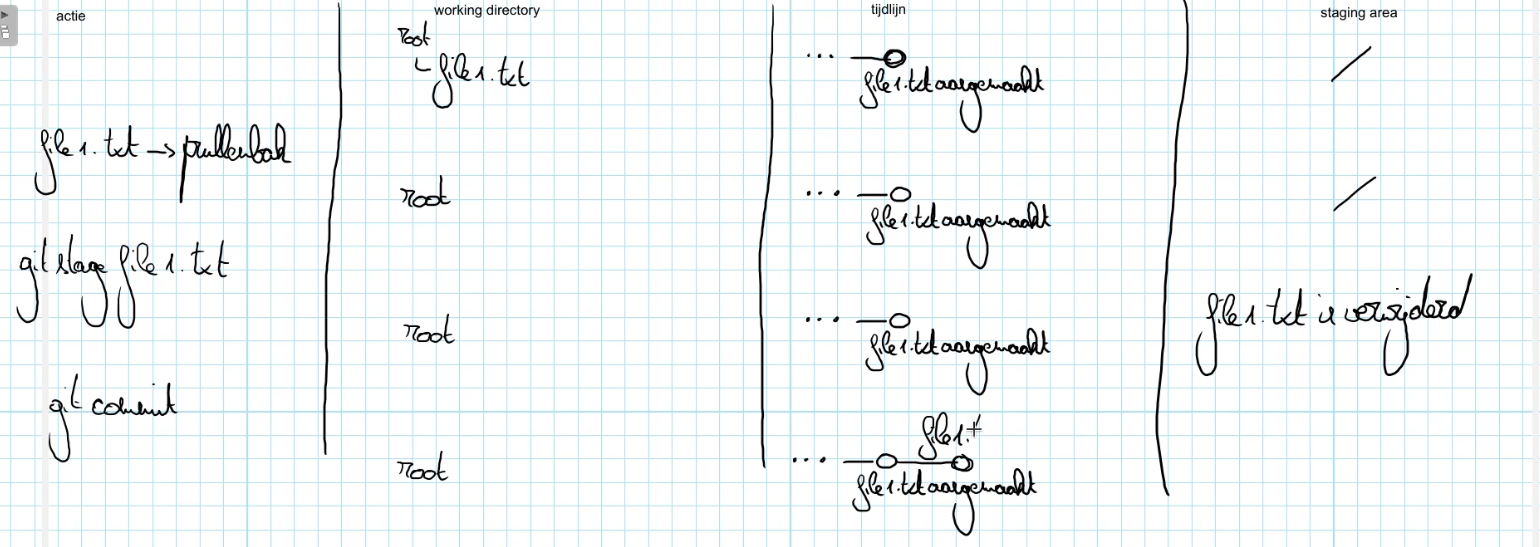 actie
working directory
tijdlijn
staging area
root
└ file1.txt
... file1.txt aangemaakt
/
file1.txt → prullenbak
root
... file1.txt aangemaakt
/
git stage file1.txt
root
... file1.txt aangemaakt
file1.txt is verwijderd
git commit
file1.t
root
... file1.txt aangemaakt